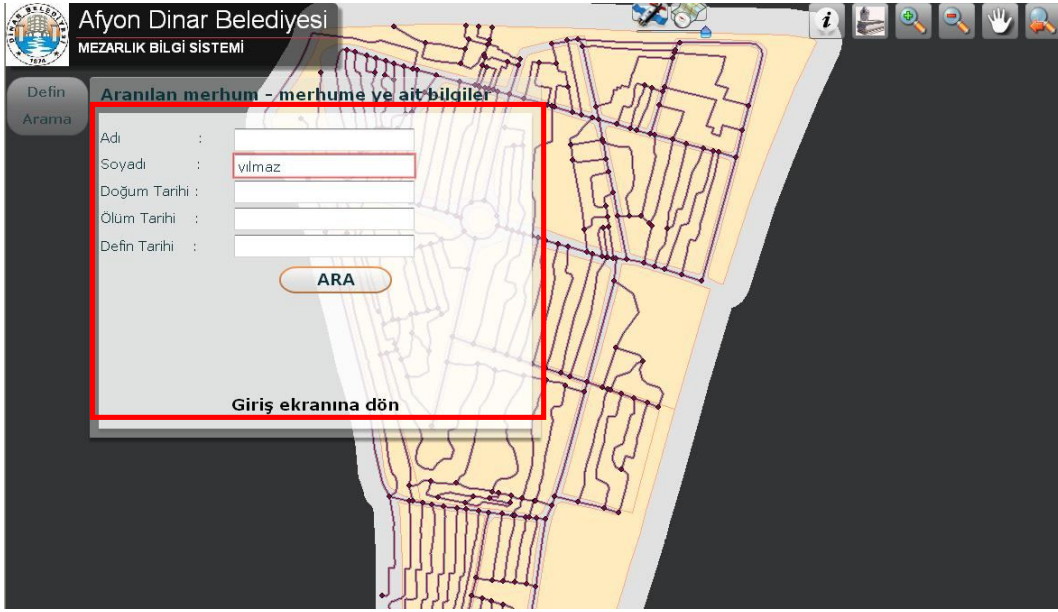 Afyon Dinar Belediyesi
MEZARLIK BİLGİ SİSTEMİ
Defin
Arama
Aranılan merhum - merhume ye ait bilgiler
Adı :
Soyadı : yılmaz
Doğum Tarihi :
Ölüm Tarihi :
Defin Tarihi :
ARA
Giriş ekranına dön
i